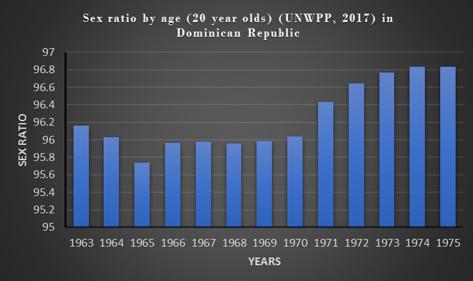 Sex ratio by age (20 year olds) (UNWPP, 2017) in
Dominican Republic
97
96.8
96.6
96.4
96.2
96
95.8
95.6
95.4
95.2
95
SEX RATIO
1963 1964 1965 1966 1967 1968 1969 1970 1971 1972 1973 1974 1975
YEARS